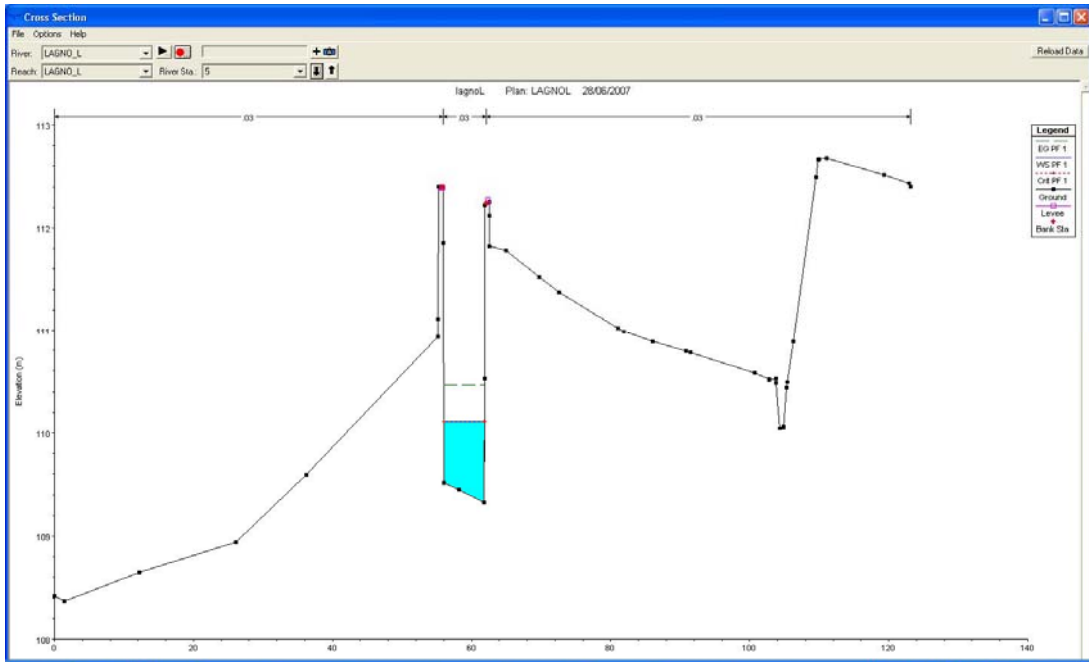 Cross Section
File Options Help
River: LAGNO_L
Reload Data
Reach: LAGNO_L River Sta.: 5
lagnoL Plan: LAGNOL 28/06/2007
.03 .03 .03
Legend
EG PF 1
WS PF 1
Crit PF 1
Ground
Levee
Bank Sta
113
112
111
110
109
108
Elevation (m)
0 20 40 60 80 100 120 140